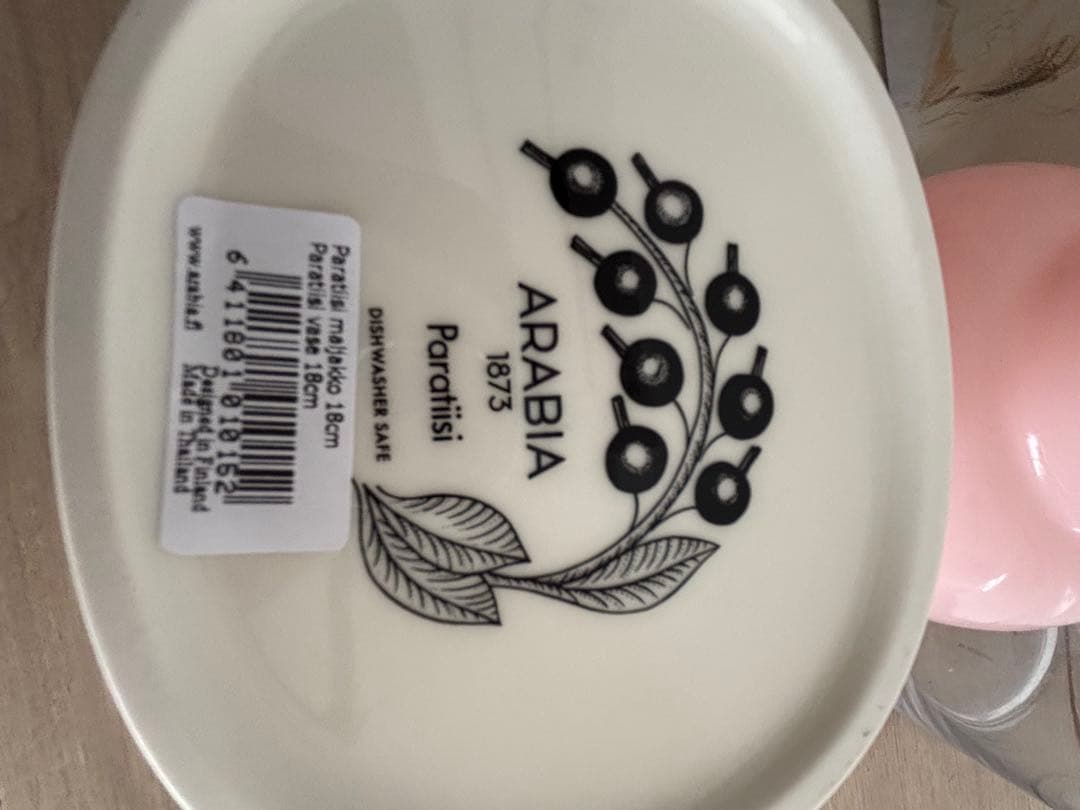 ARABIA
1873
Paratiisi
DISHWASHER SAFE
Paratiisi maljakko 18cm
Paratiisi vase 18cm
6 411801 010162
www.arabia.fi
Designed in Finland
Made in Thailand